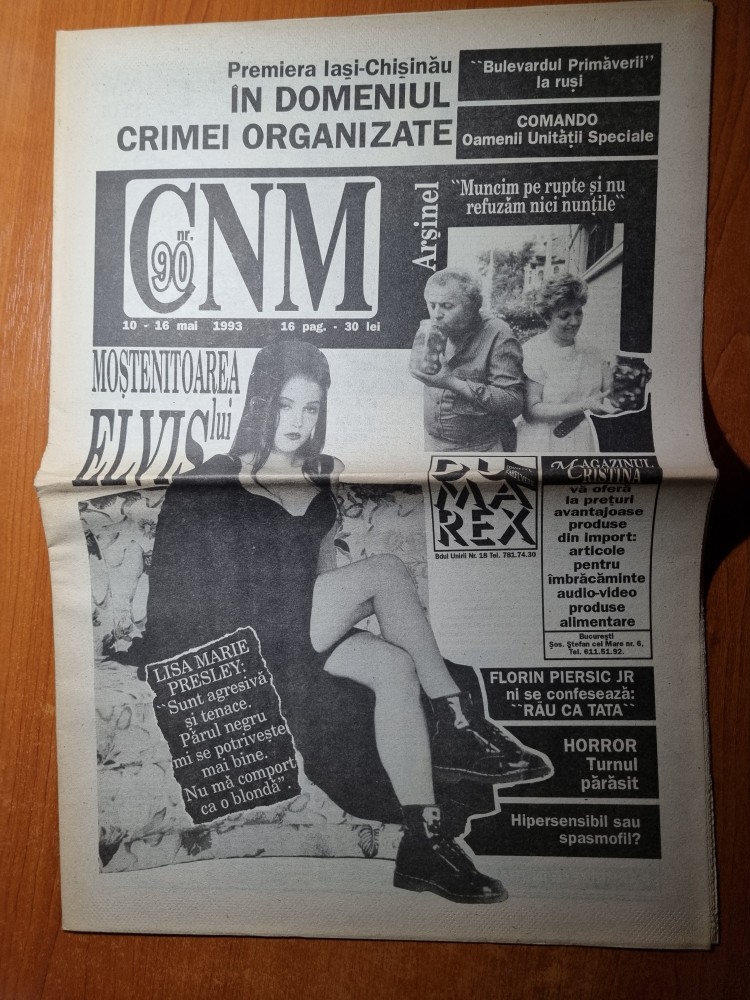 Premiera Iași-Chișinău
ÎN DOMENIUL
CRIMEI ORGANIZATE
``Bulevardul Primăverii''
la ruși
COMANDO
Oamenii Unității Speciale
CNM
nr.
90
10 - 16 mai 1993 16 pag. - 30 lei
Arșinel
``Muncim pe rupte și nu
refuzăm nici nunțile``
MOȘTENITOAREA
lui
ELVIS
DU
MA
REX
Bdul Unirii Nr. 18 Tel. 781.74.30
MAGAZINUL
CRISTINA
vă oferă
la prețuri
avantajoase
produse
din import:
articole
pentru
îmbrăcăminte
audio-video
produse
alimentare
București
Șos. Ștefan cel Mare nr. 6,
Tel. 611.51.92.
LISA MARIE
PRESLEY:
``Sunt agresivă
și tenace.
Părul negru
mi se potrivește
mai bine.
Nu mă comport
ca o blondă''.
FLORIN PIERSIC JR
ni se confesează:
``RĂU CA TATA``
HORROR
Turnul
părăsit
Hipersensibil sau
spasmofil?